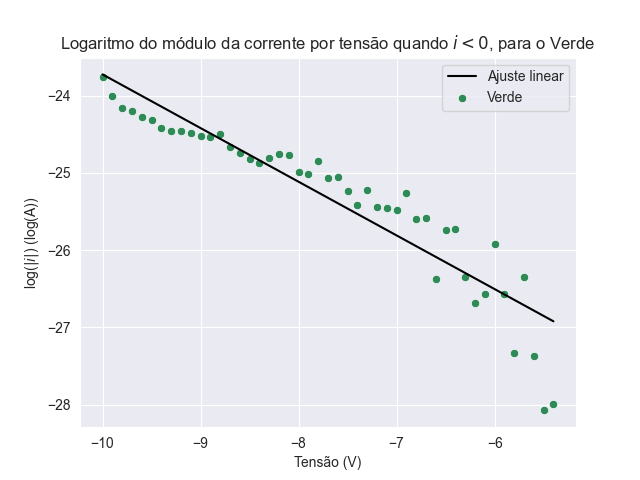 Logaritmo do módulo da corrente por tensão quando i < 0, para o Verde
Ajuste linear
Verde
log(|i|) (log(A))
−24
−25
−26
−27
−28
−10
−9
−8
−7
−6
Tensão (V)